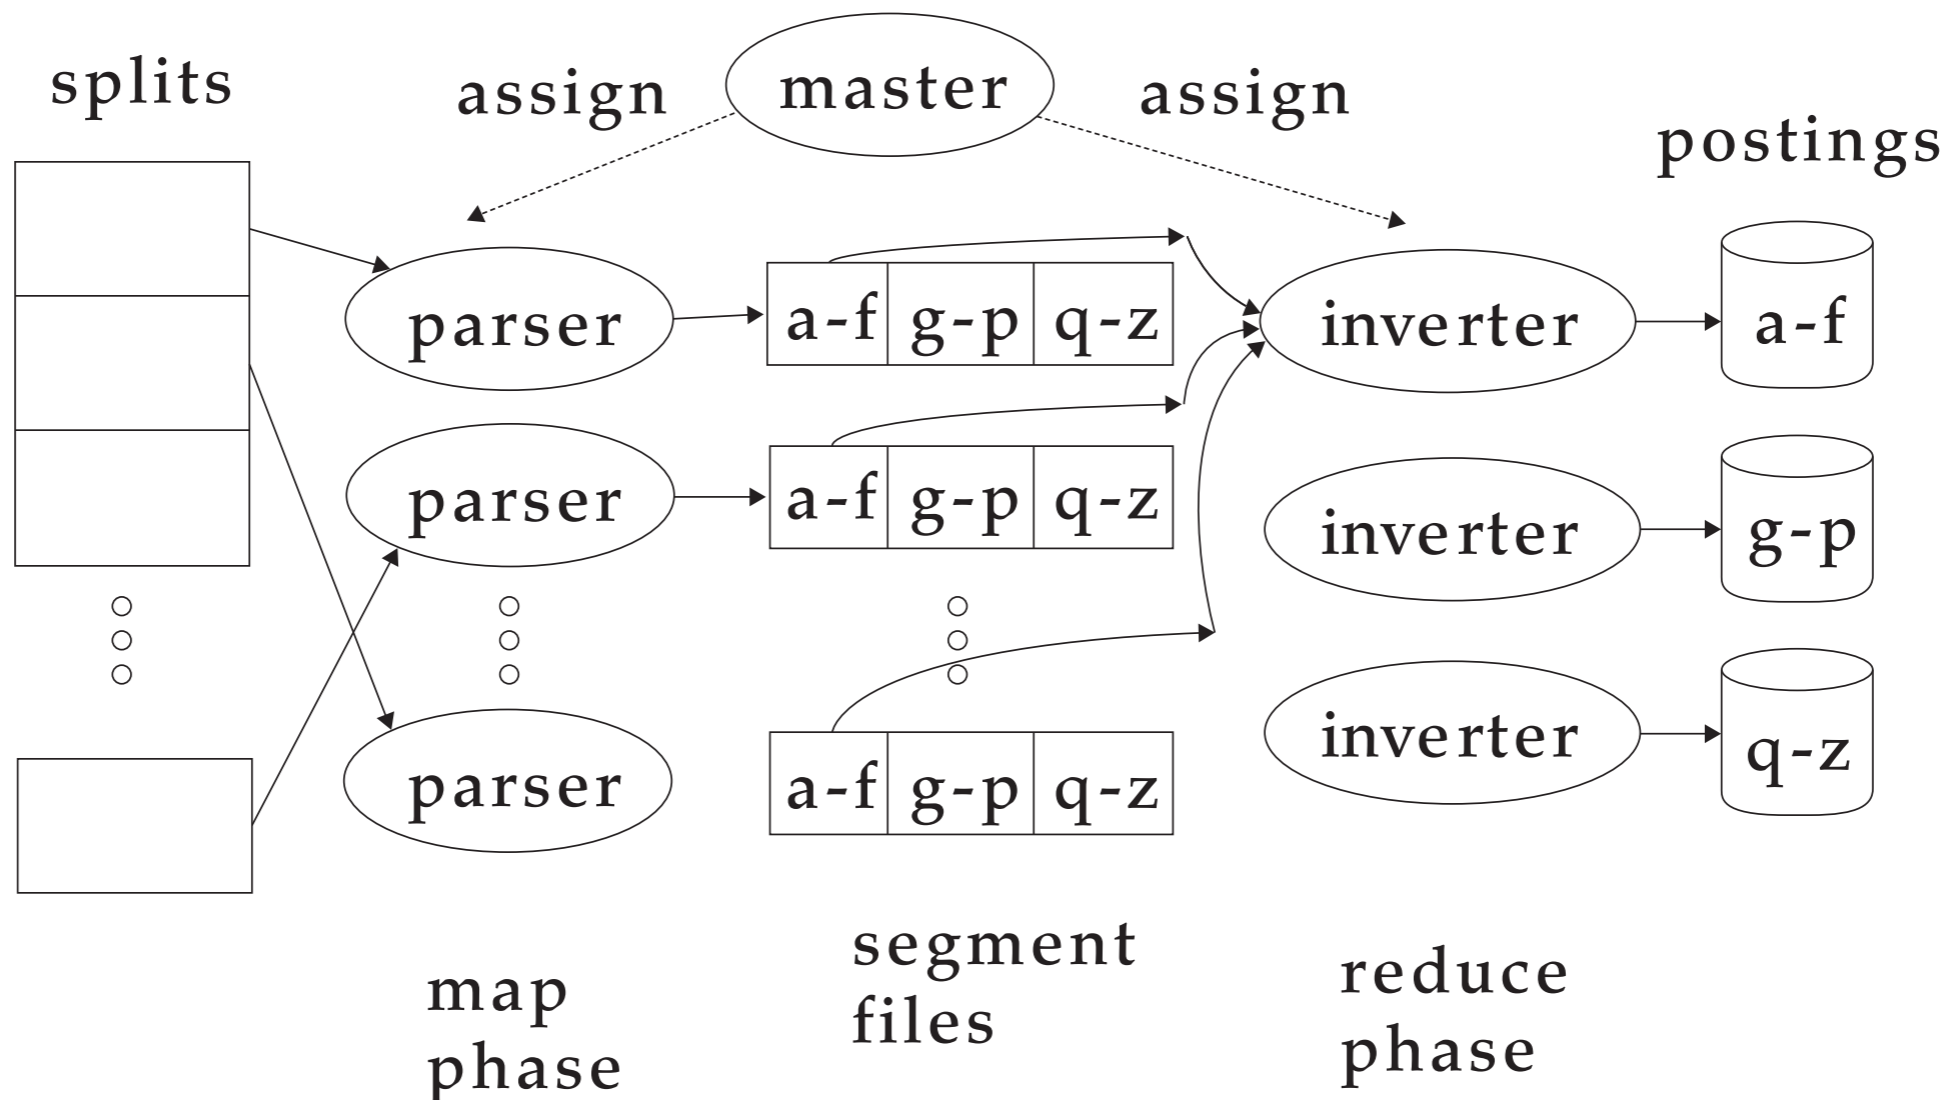 splits
assign
master
assign
postings
parser
a-f g-p q-z
inverter
a-f
parser
a-f g-p q-z
inverter
g-p
parser
a-f g-p q-z
inverter
q-z
map
phase
segment
files
reduce
phase